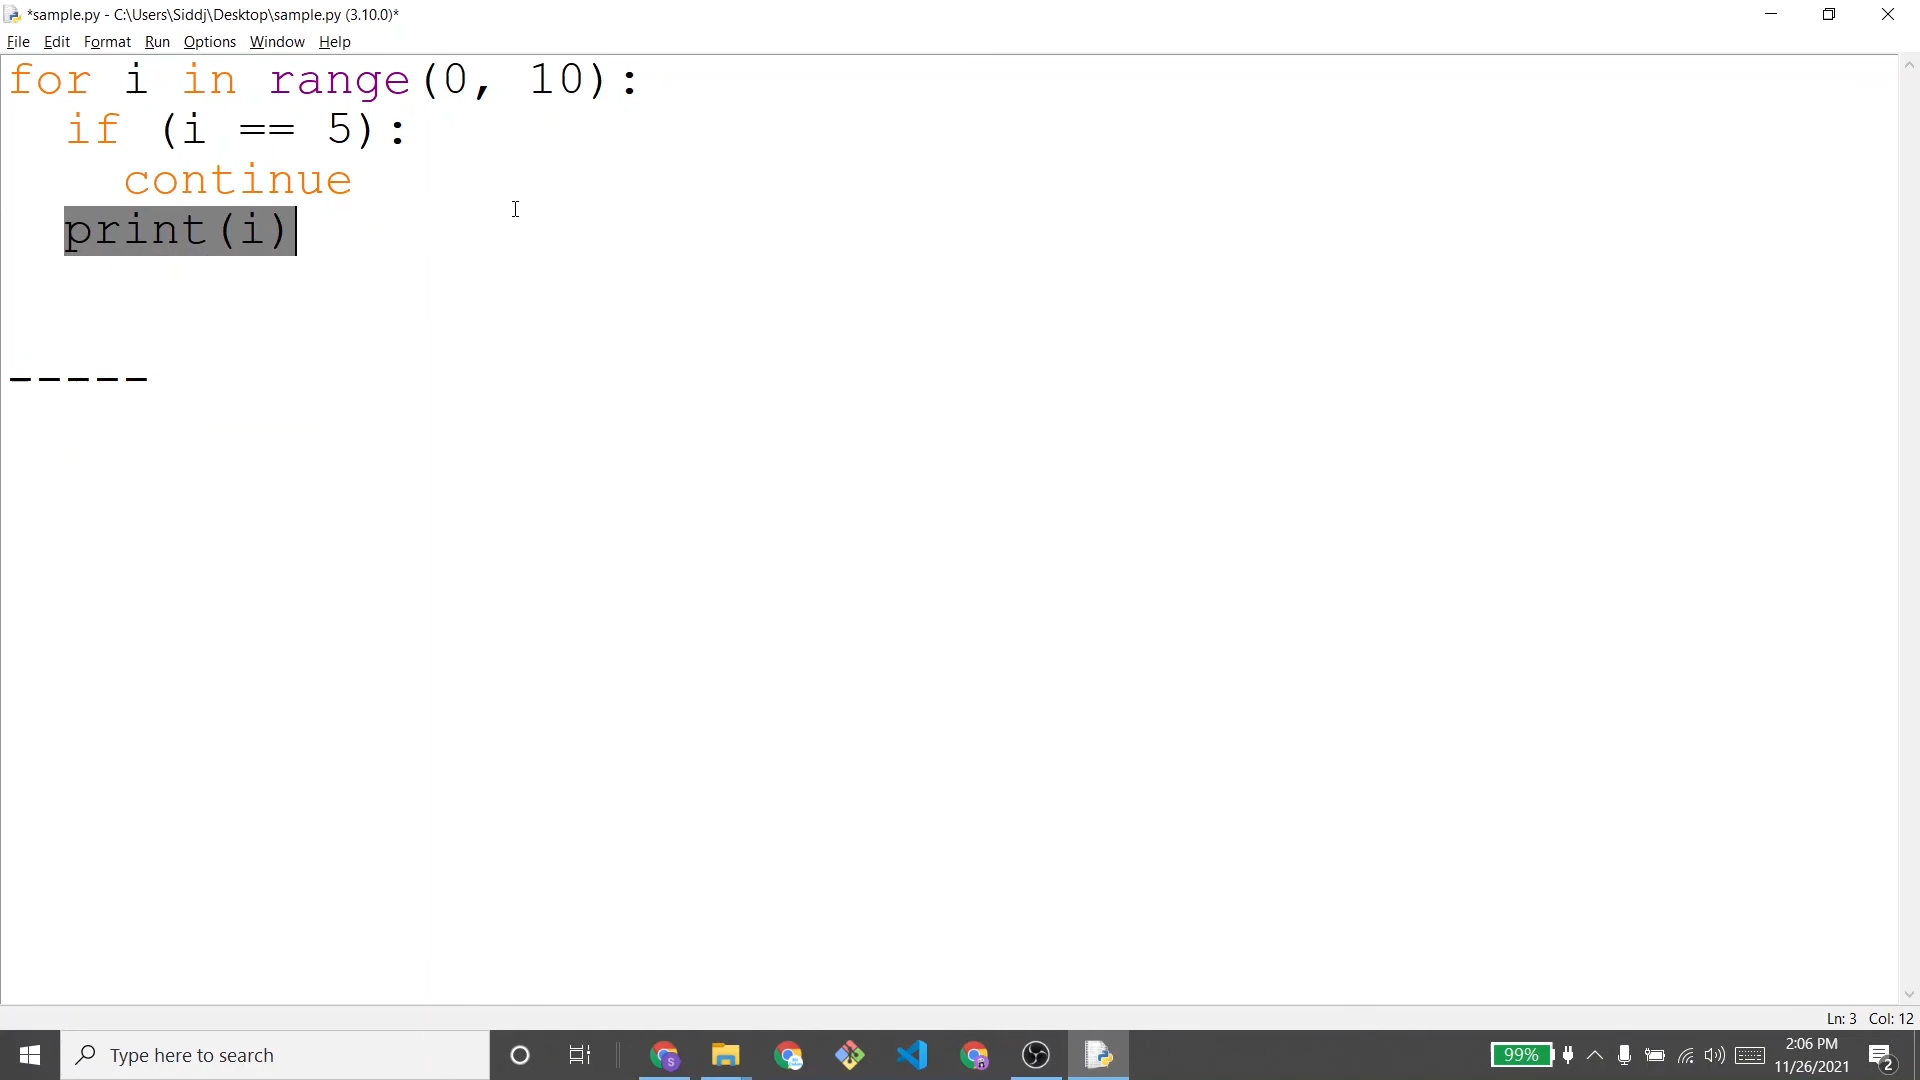 *sample.py - C:\Users\Siddj\Desktop\sample.py (3.10.0)*
File Edit Format Run Options Window Help
for i in range(0, 10):
  if (i == 5):
    continue
  print(i)
-----
Ln: 3 Col: 12
Type here to search
S
99%
2:06 PM
11/26/2021
2